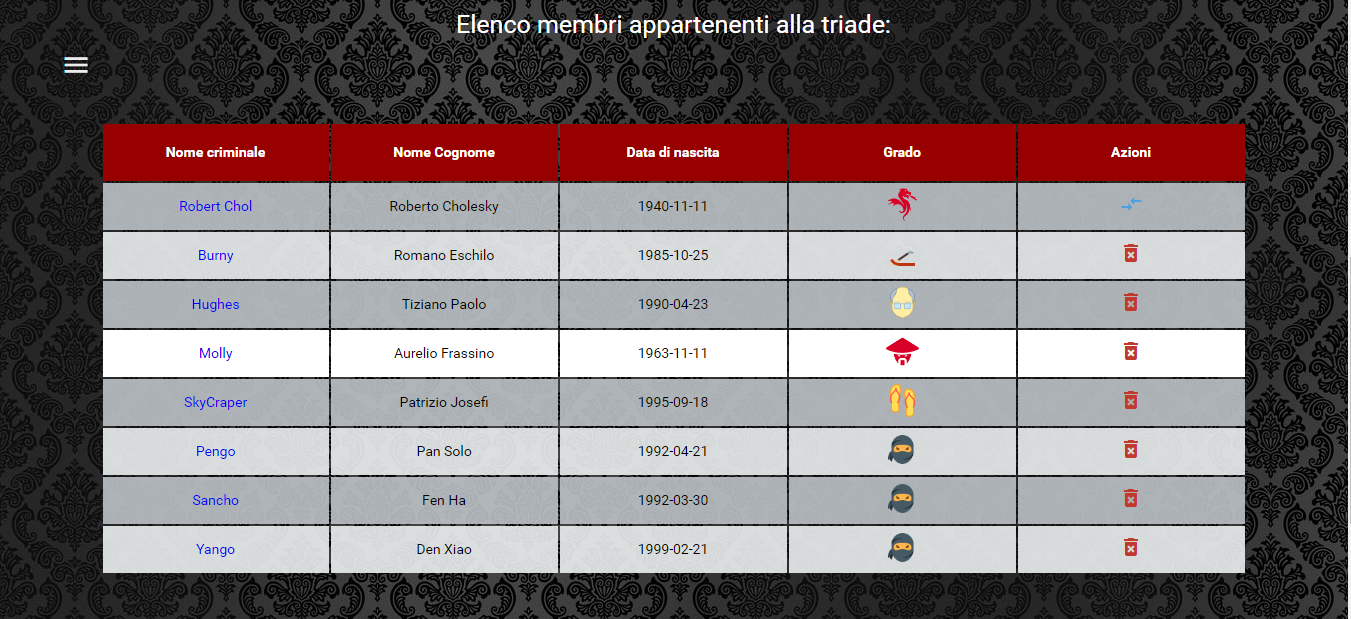 Elenco membri appartenenti alla triade:
Nome criminale Nome Cognome Data di nascita Grado Azioni
Robert Chol Roberto Cholesky 1940-11-11
Burny Romano Eschilo 1985-10-25
Hughes Tiziano Paolo 1990-04-23
Molly Aurelio Frassino 1963-11-11
SkyCraper Patrizio Josefi 1995-09-18
Pengo Pan Solo 1992-04-21
Sancho Fen Ha 1992-03-30
Yango Den Xiao 1999-02-21